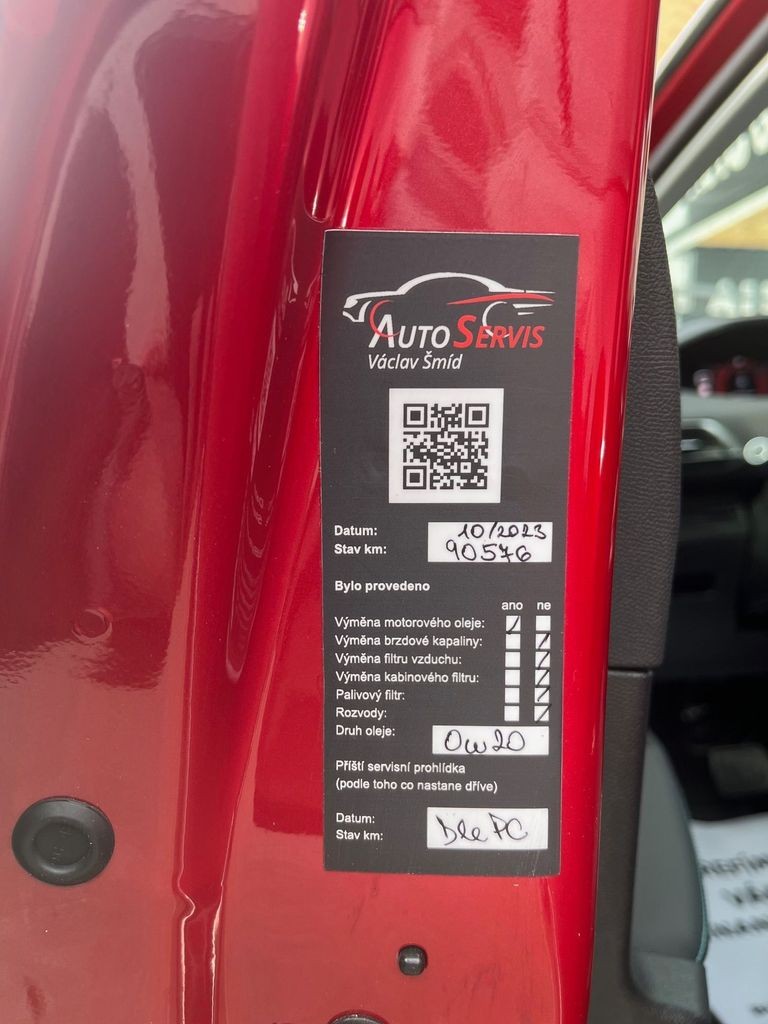 AUTO SERVIS
Václav Šmíd
Datum: 10/2023
Stav km: 90576
Bylo provedeno
ano ne
Výměna motorového oleje:
Výměna brzdové kapaliny:
Výměna filtru vzduchu:
Výměna kabinového filtru:
Palivový filtr:
Rozvody:
Druh oleje: 0w20
Příští servisní prohlídka
(podle toho co nastane dříve)
Datum:
Stav km: Dle PC